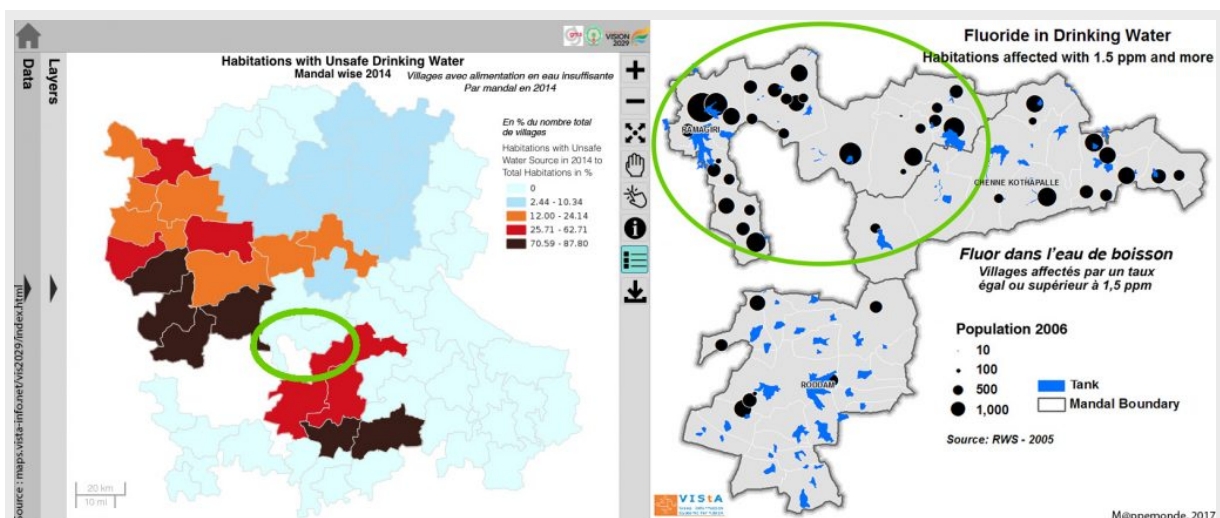 VISION
2029
Data
Layers
Source : maps.vista-info.net/vis2029/index.html
Habitations with Unsafe Drinking Water
Mandal wise 2014
Villages avec alimentation en eau insuffisante
Par mandal en 2014
En % du nombre total
de villages
Habitations with Unsafe
Water Source in 2014 to
Total Habitations in %
0
2.44 - 10.34
12.00 - 24.14
25.71 - 62.71
70.59 - 87.80
20 km
10 mi
Fluoride in Drinking Water
Habitations affected with 1.5 ppm and more
RAMAGIRI
CHENNE KOTHAPALLE
RODDAM
Fluor dans l'eau de boisson
Villages affectés par un taux
égal ou supérieur à 1,5 ppm
Population 2006
10
100
500
1,000
Tank
Mandal Boundary
Source: RWS - 2005
VIStA
M@ppemonde, 2017